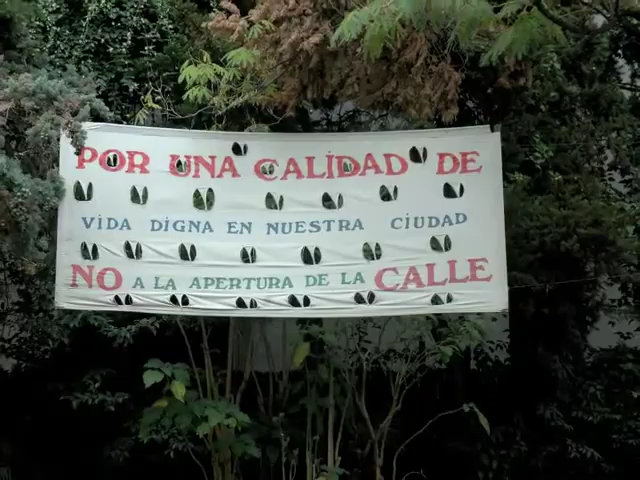 POR UNA CALIDAD DE
VIDA DIGNA EN NUESTRA CIUDAD
NO A LA APERTURA DE LA CALLE